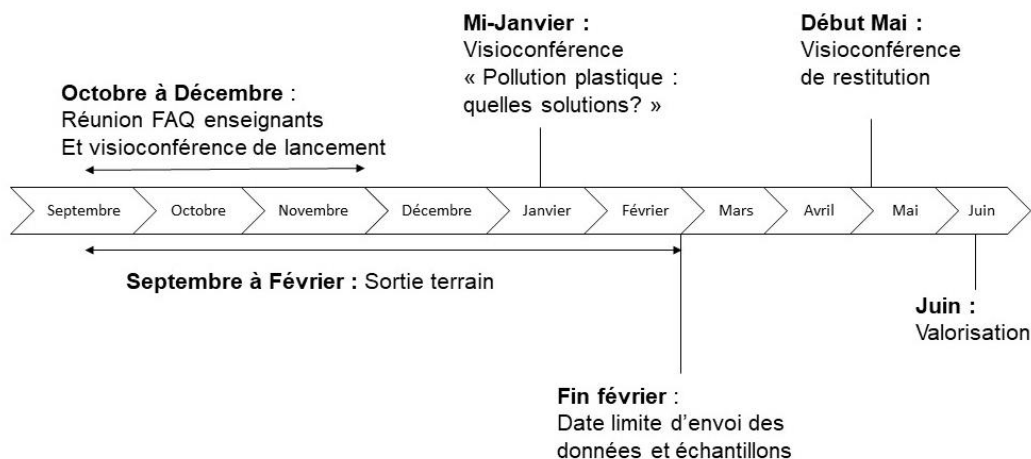 Mi-Janvier :
Visioconférence
« Pollution plastique :
quelles solutions? »
Début Mai :
Visioconférence
de restitution
Octobre à Décembre :
Réunion FAQ enseignants
Et visioconférence de lancement
Septembre
Octobre
Novembre
Décembre
Janvier
Février
Mars
Avril
Mai
Juin
Septembre à Février : Sortie terrain
Juin :
Valorisation
Fin février :
Date limite d’envoi des
données et échantillons